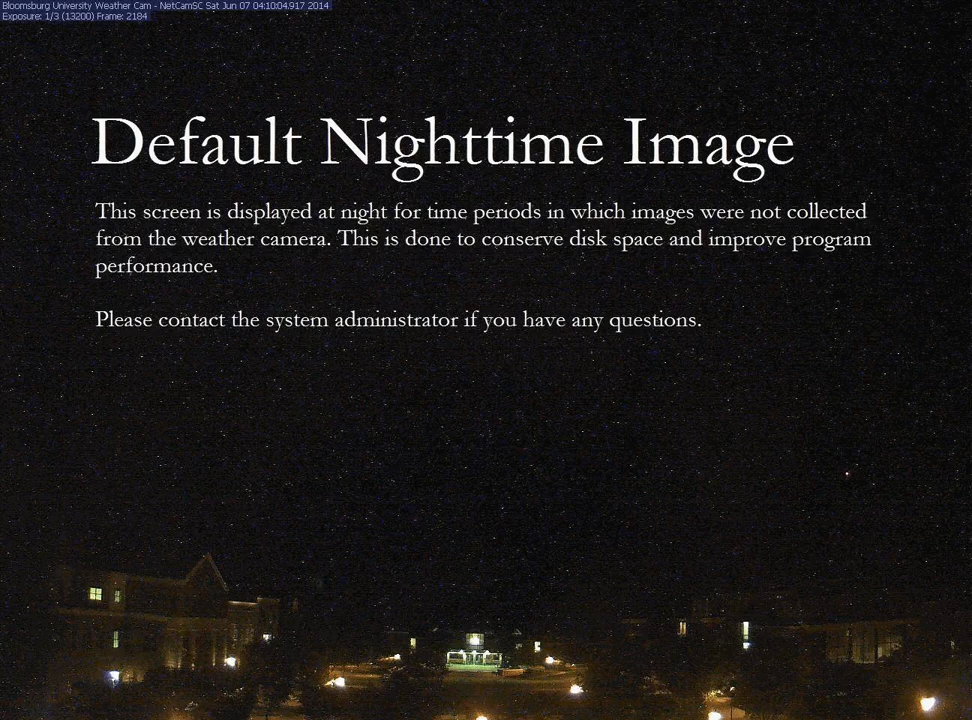 Bloomsburg University Weather Cam - NetCamSC Sat Jun 07 04:10:04.917 2014
Exposure: 1/3 (13200) Frame: 2184
Default Nighttime Image
This screen is displayed at night for time periods in which images were not collected
from the weather camera. This is done to conserve disk space and improve program
performance.
Please contact the system administrator if you have any questions.